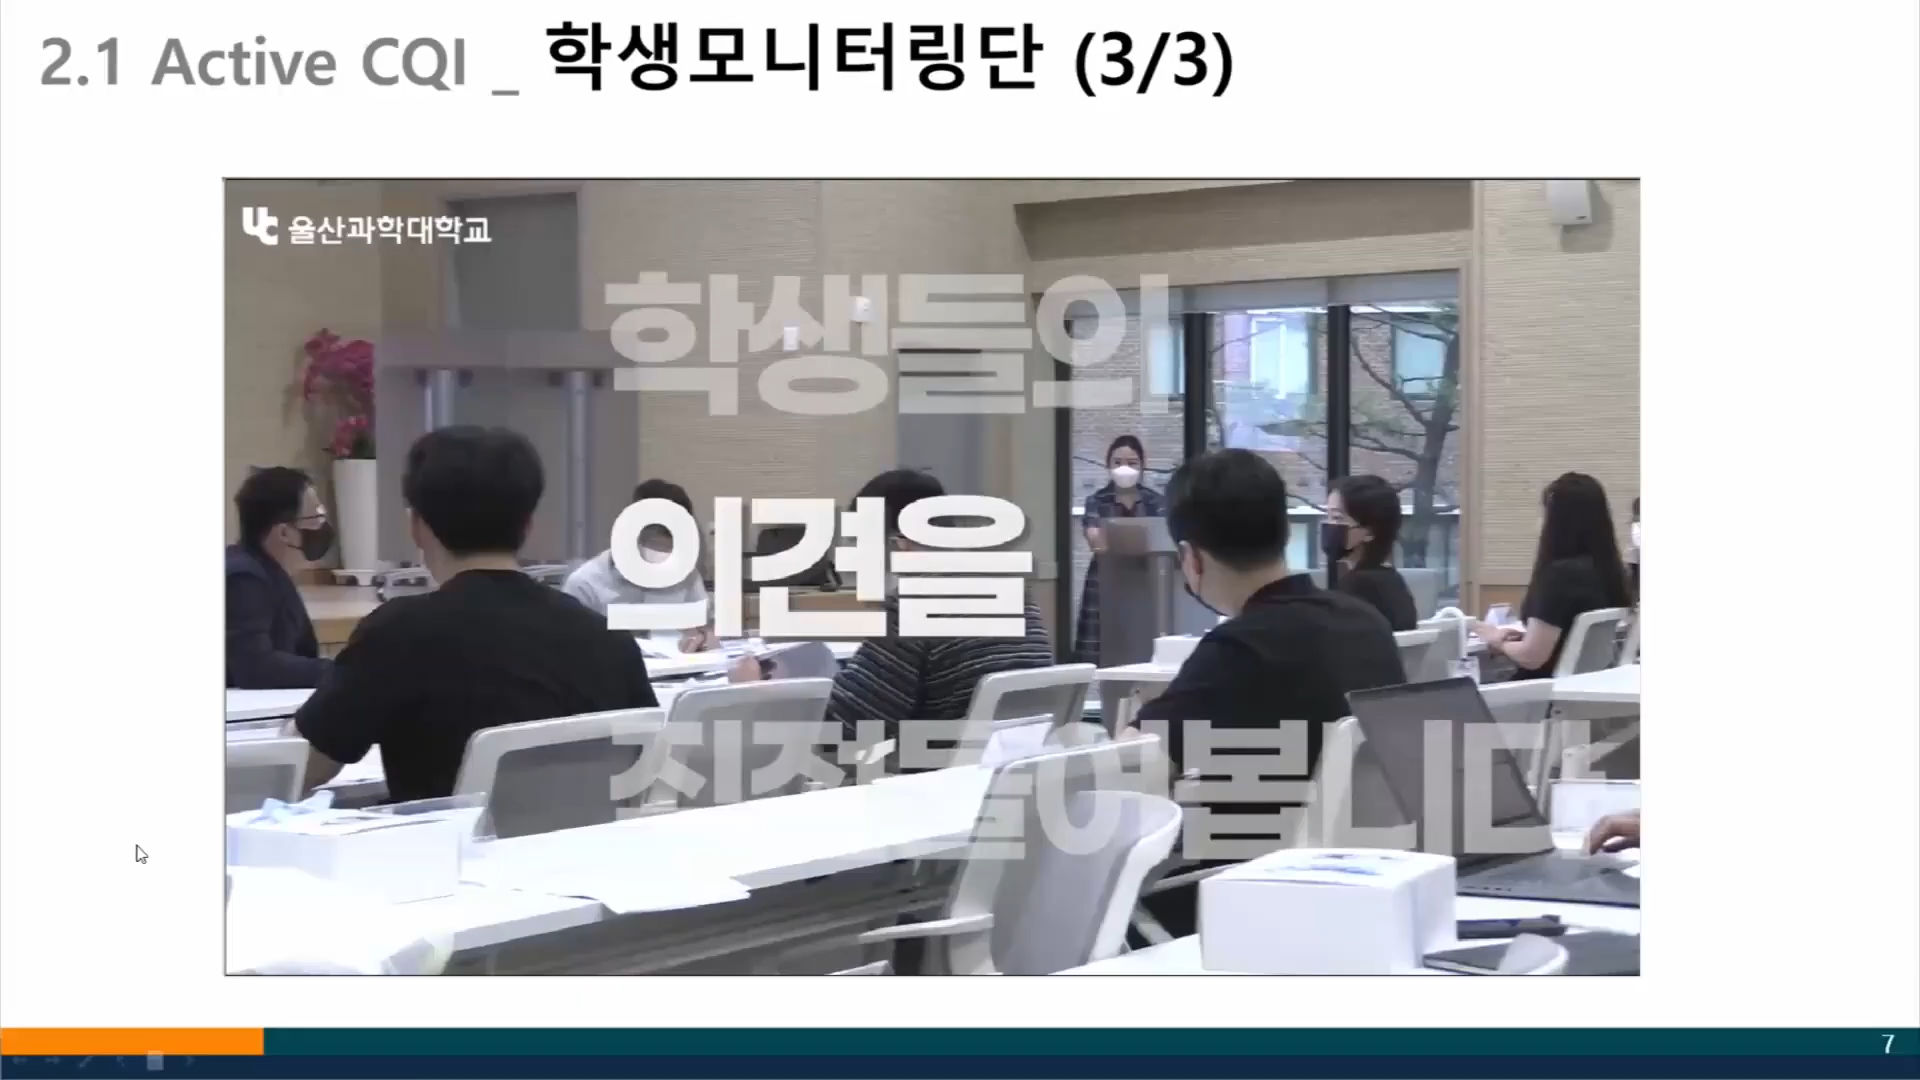 2.1 Active CQI _ 학생모니터링단 (3/3)
UC 울산과학대학교
학생들의
의견을
직접들어봅니다
7